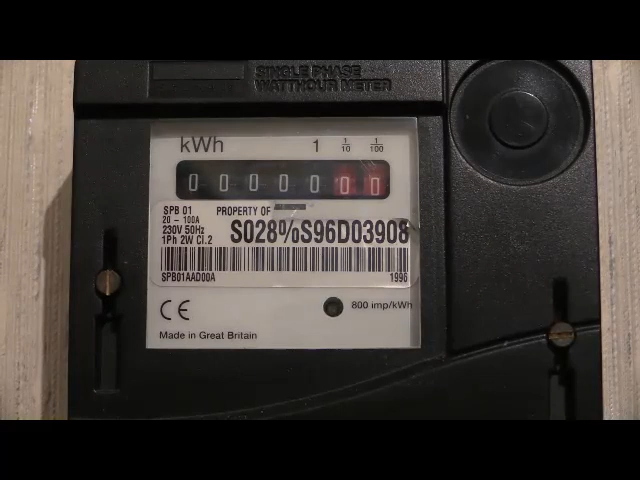 SINGLE PHASE
WATTHOUR METER
kWh 1 1/10 1/100
0 0 0 0 0 0 0
SPB 01 PROPERTY OF
20 - 100A
230V 50Hz
1Ph 2W Cl.2
S028%S96D03908
SPB01AAD00A 1996
CE 800 imp/kWh
Made in Great Britain